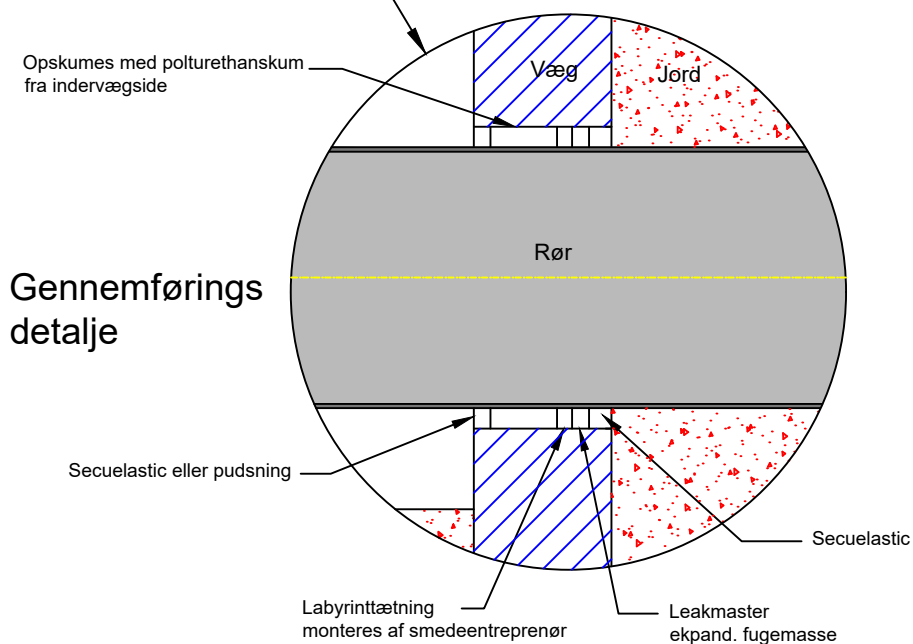 Opskumes med polturethanskum
fra indervægside
Væg
Jord
Rør
Gennemførings
detalje
Secuelastic eller pudsning
Secuelastic
Labyrinttætning
monteres af smedeentreprenør
Leakmaster
ekpand. fugemasse